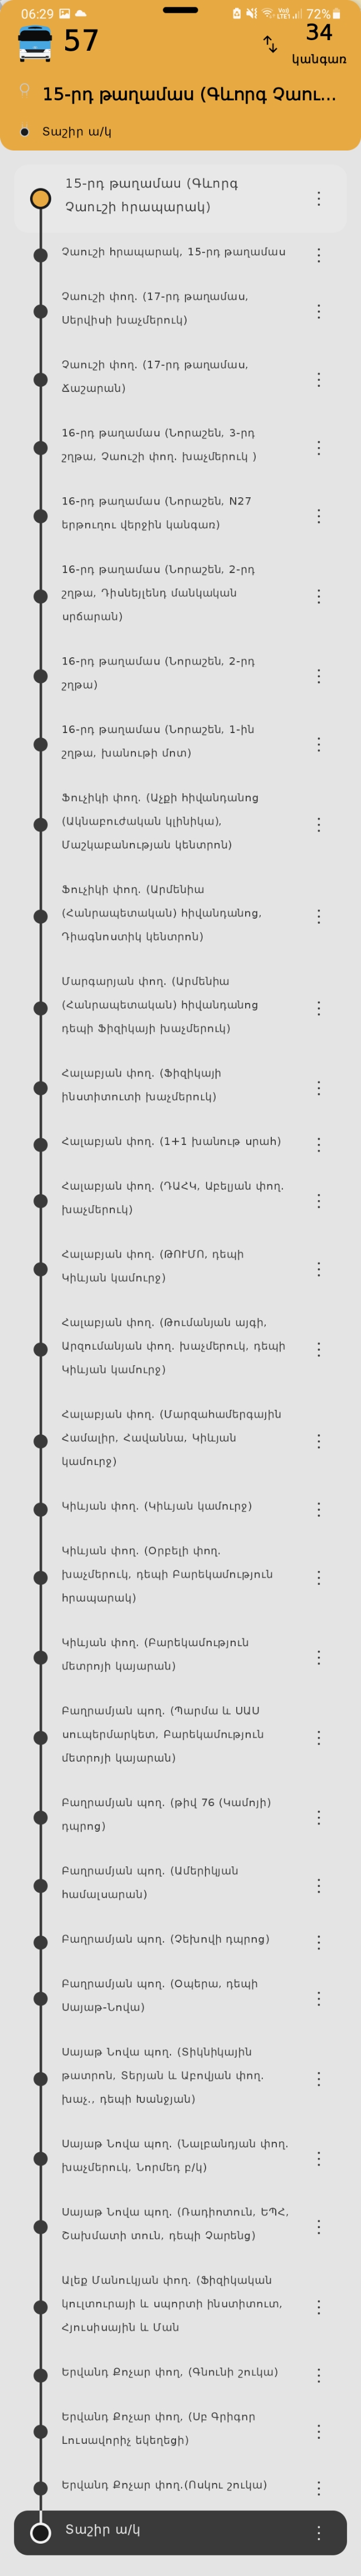 06:29
72%
57
34
կանգառ
15-րդ թաղամաս (Գևորգ Չաու...
Տաշիր ա/կ
15-րդ թաղամաս (Գևորգ
Չաուշի հրապարակ)
Չաուշի հրապարակ, 15-րդ թաղամաս
Չաուշի փող. (17-րդ թաղամաս,
Սերվիսի խաչմերուկ)
Չաուշի փող. (17-րդ թաղամաս,
Ճաշարան)
16-րդ թաղամաս (Նորաշեն, 3-րդ
շղթա, Չաուշի փող. խաչմերուկ )
16-րդ թաղամաս (Նորաշեն, N27
երթուղու վերջին կանգառ)
16-րդ թաղամաս (Նորաշեն, 2-րդ
շղթա, Դիսնեյլենդ մանկական
սրճարան)
16-րդ թաղամաս (Նորաշեն, 2-րդ
շղթա)
16-րդ թաղամաս (Նորաշեն, 1-ին
շղթա, խանութի մոտ)
Ֆուչիկի փող. (Աչքի հիվանդանոց
(Ակնաբուժական կլինիկա),
Մաշկաբանության կենտրոն)
Ֆուչիկի փող. (Արմենիա
(Հանրապետական) հիվանդանոց,
Դիագնոստիկ կենտրոն)
Մարգարյան փող. (Արմենիա
(Հանրապետական) հիվանդանոց
դեպի Ֆիզիկայի խաչմերուկ)
Հալաբյան փող. (Ֆիզիկայի
ինստիտուտի խաչմերուկ)
Հալաբյան փող. (1+1 խանութ սրահ)
Հալաբյան փող. (ԴԱՀԿ, Աբելյան փող.
խաչմերուկ)
Հալաբյան փող. (ԹՈՒՄՈ, դեպի
Կիևյան կամուրջ)
Հալաբյան փող. (Թումանյան այգի,
Արզումանյան փող. խաչմերուկ, դեպի
Կիևյան կամուրջ)
Հալաբյան փող. (Մարզահամերգային
Համալիր, Հավաննա, Կիևյան
կամուրջ)
Կիևյան փող. (Կիևյան կամուրջ)
Կիևյան փող. (Օրբելի փող.
խաչմերուկ, դեպի Բարեկամություն
հրապարակ)
Կիևյան փող. (Բարեկամություն
մետրոյի կայարան)
Բաղրամյան պող. (Պարմա և ՍԱՍ
սուպերմարկետ, Բարեկամություն
մետրոյի կայարան)
Բաղրամյան պող. (թիվ 76 (Կամոյի)
դպրոց)
Բաղրամյան պող. (Ամերիկյան
համալսարան)
Բաղրամյան պող. (Չեխովի դպրոց)
Բաղրամյան պող. (Օպերա, դեպի
Սայաթ-Նովա)
Սայաթ Նովա պող. (Տիկնիկային
թատրոն, Տերյան և Աբովյան փող.
խաչ., դեպի Խանջյան)
Սայաթ Նովա պող. (Նալբանդյան փող.
խաչմերուկ, Նորմեդ բ/կ)
Սայաթ Նովա պող. (Ռադիոտուն, ԵՊՀ,
Շախմատի տուն, դեպի Չարենց)
Ալեք Մանուկյան փող. (Ֆիզիկական
կուլտուրայի և սպորտի ինստիտուտ,
Հյուսիսային և Ման
Երվանդ Քոչար փող, (Գնունի շուկա)
Երվանդ Քոչար փող, (Սբ Գրիգոր
Լուսավորիչ եկեղեցի)
Երվանդ Քոչար փող.(Ոսկու շուկա)
Տաշիր ա/կ